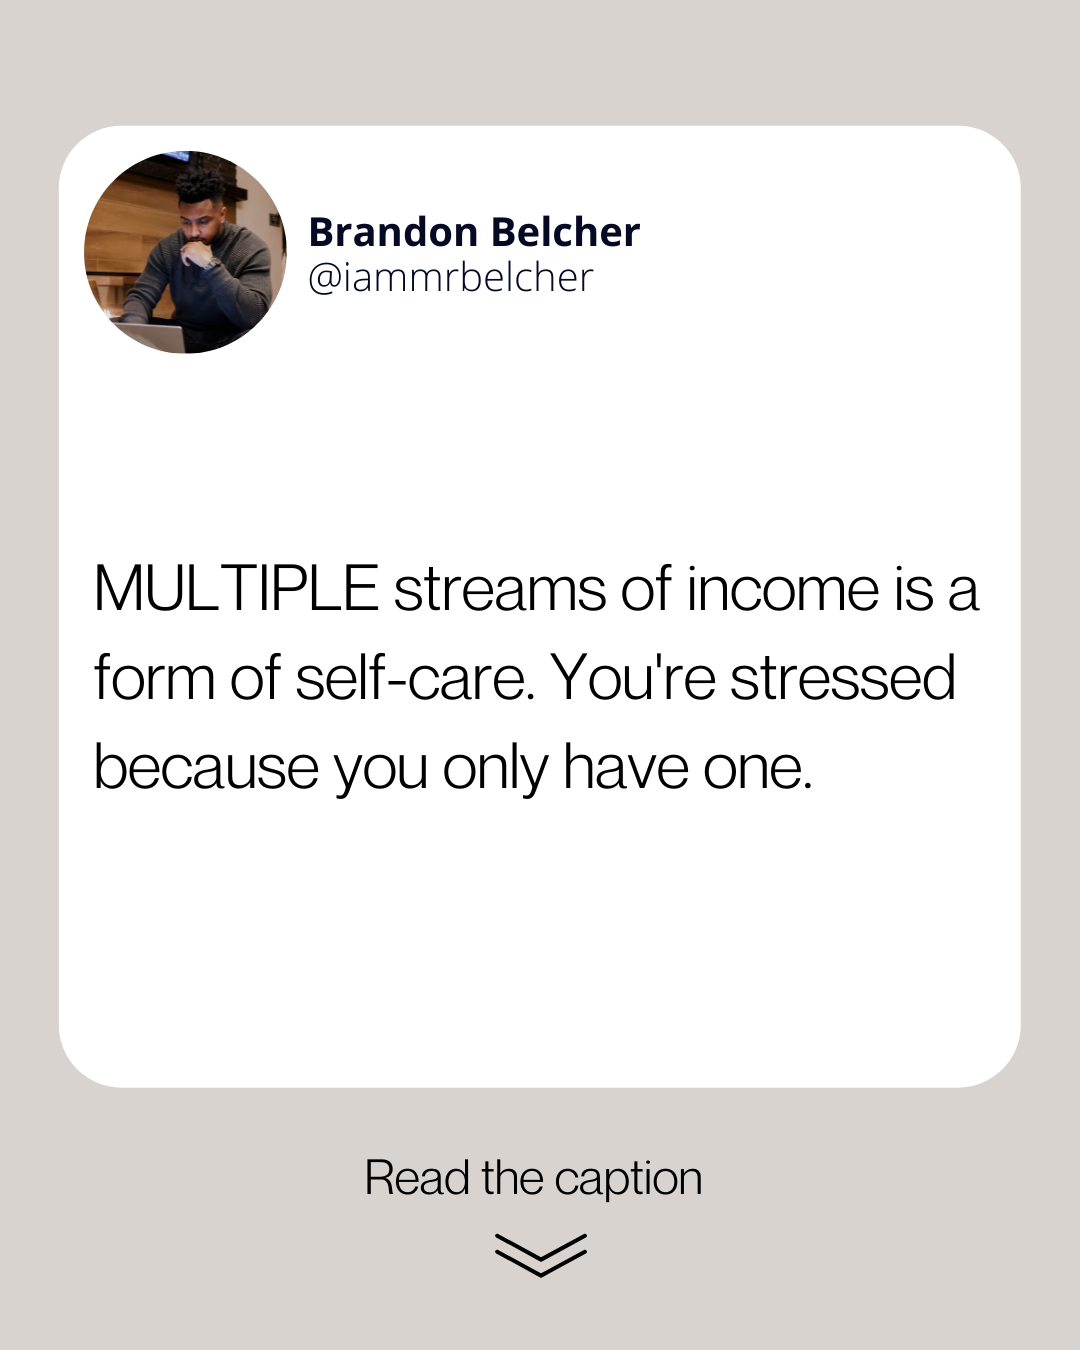 Brandon Belcher
@iammrbelcher
MULTIPLE streams of income is a
form of self-care. You're stressed
because you only have one.
Read the caption